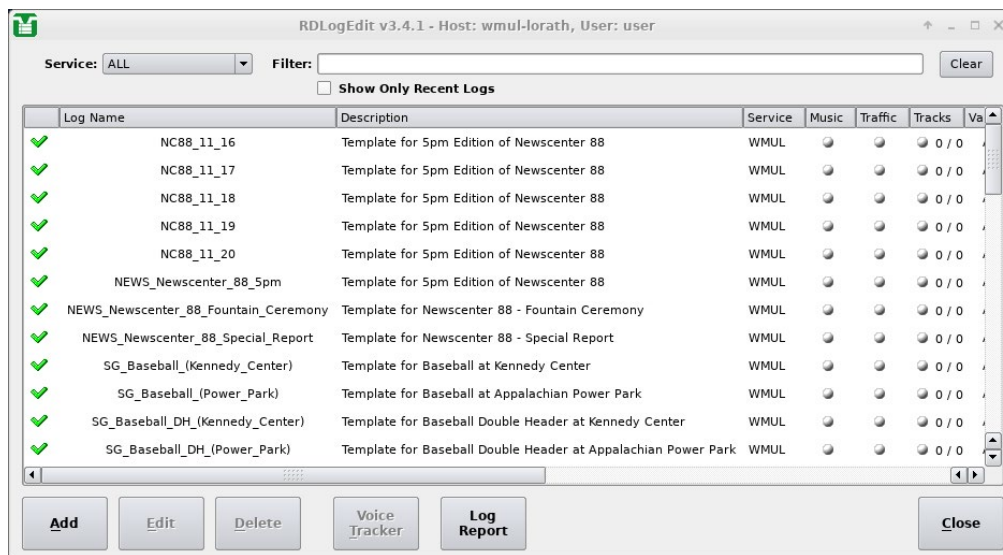 RDLogEdit v3.4.1 - Host: wmul-lorath, User: user
Service: ALL Filter: Clear
Show Only Recent Logs
Log Name Description Service Music Traffic Tracks Va
NC88_11_16 Template for 5pm Edition of Newscenter 88 WMUL 0 / 0
NC88_11_17 Template for 5pm Edition of Newscenter 88 WMUL 0 / 0
NC88_11_18 Template for 5pm Edition of Newscenter 88 WMUL 0 / 0
NC88_11_19 Template for 5pm Edition of Newscenter 88 WMUL 0 / 0
NC88_11_20 Template for 5pm Edition of Newscenter 88 WMUL 0 / 0
NEWS_Newscenter_88_5pm Template for 5pm Edition of Newscenter 88 WMUL 0 / 0
NEWS_Newscenter_88_Fountain_Ceremony Template for Newscenter 88 - Fountain Ceremony WMUL 0 / 0
NEWS_Newscenter_88_Special_Report Template for Newscenter 88 - Special Report WMUL 0 / 0
SG_Baseball_(Kennedy_Center) Template for Baseball at Kennedy Center WMUL 0 / 0
SG_Baseball_(Power_Park) Template for Baseball at Appalachian Power Park WMUL 0 / 0
SG_Baseball_DH_(Kennedy_Center) Template for Baseball Double Header at Kennedy Center WMUL 0 / 0
SG_Baseball_DH_(Power_Park) Template for Baseball Double Header at Appalachian Power Park WMUL 0 / 0
Add Edit Delete Voice Tracker Log Report Close